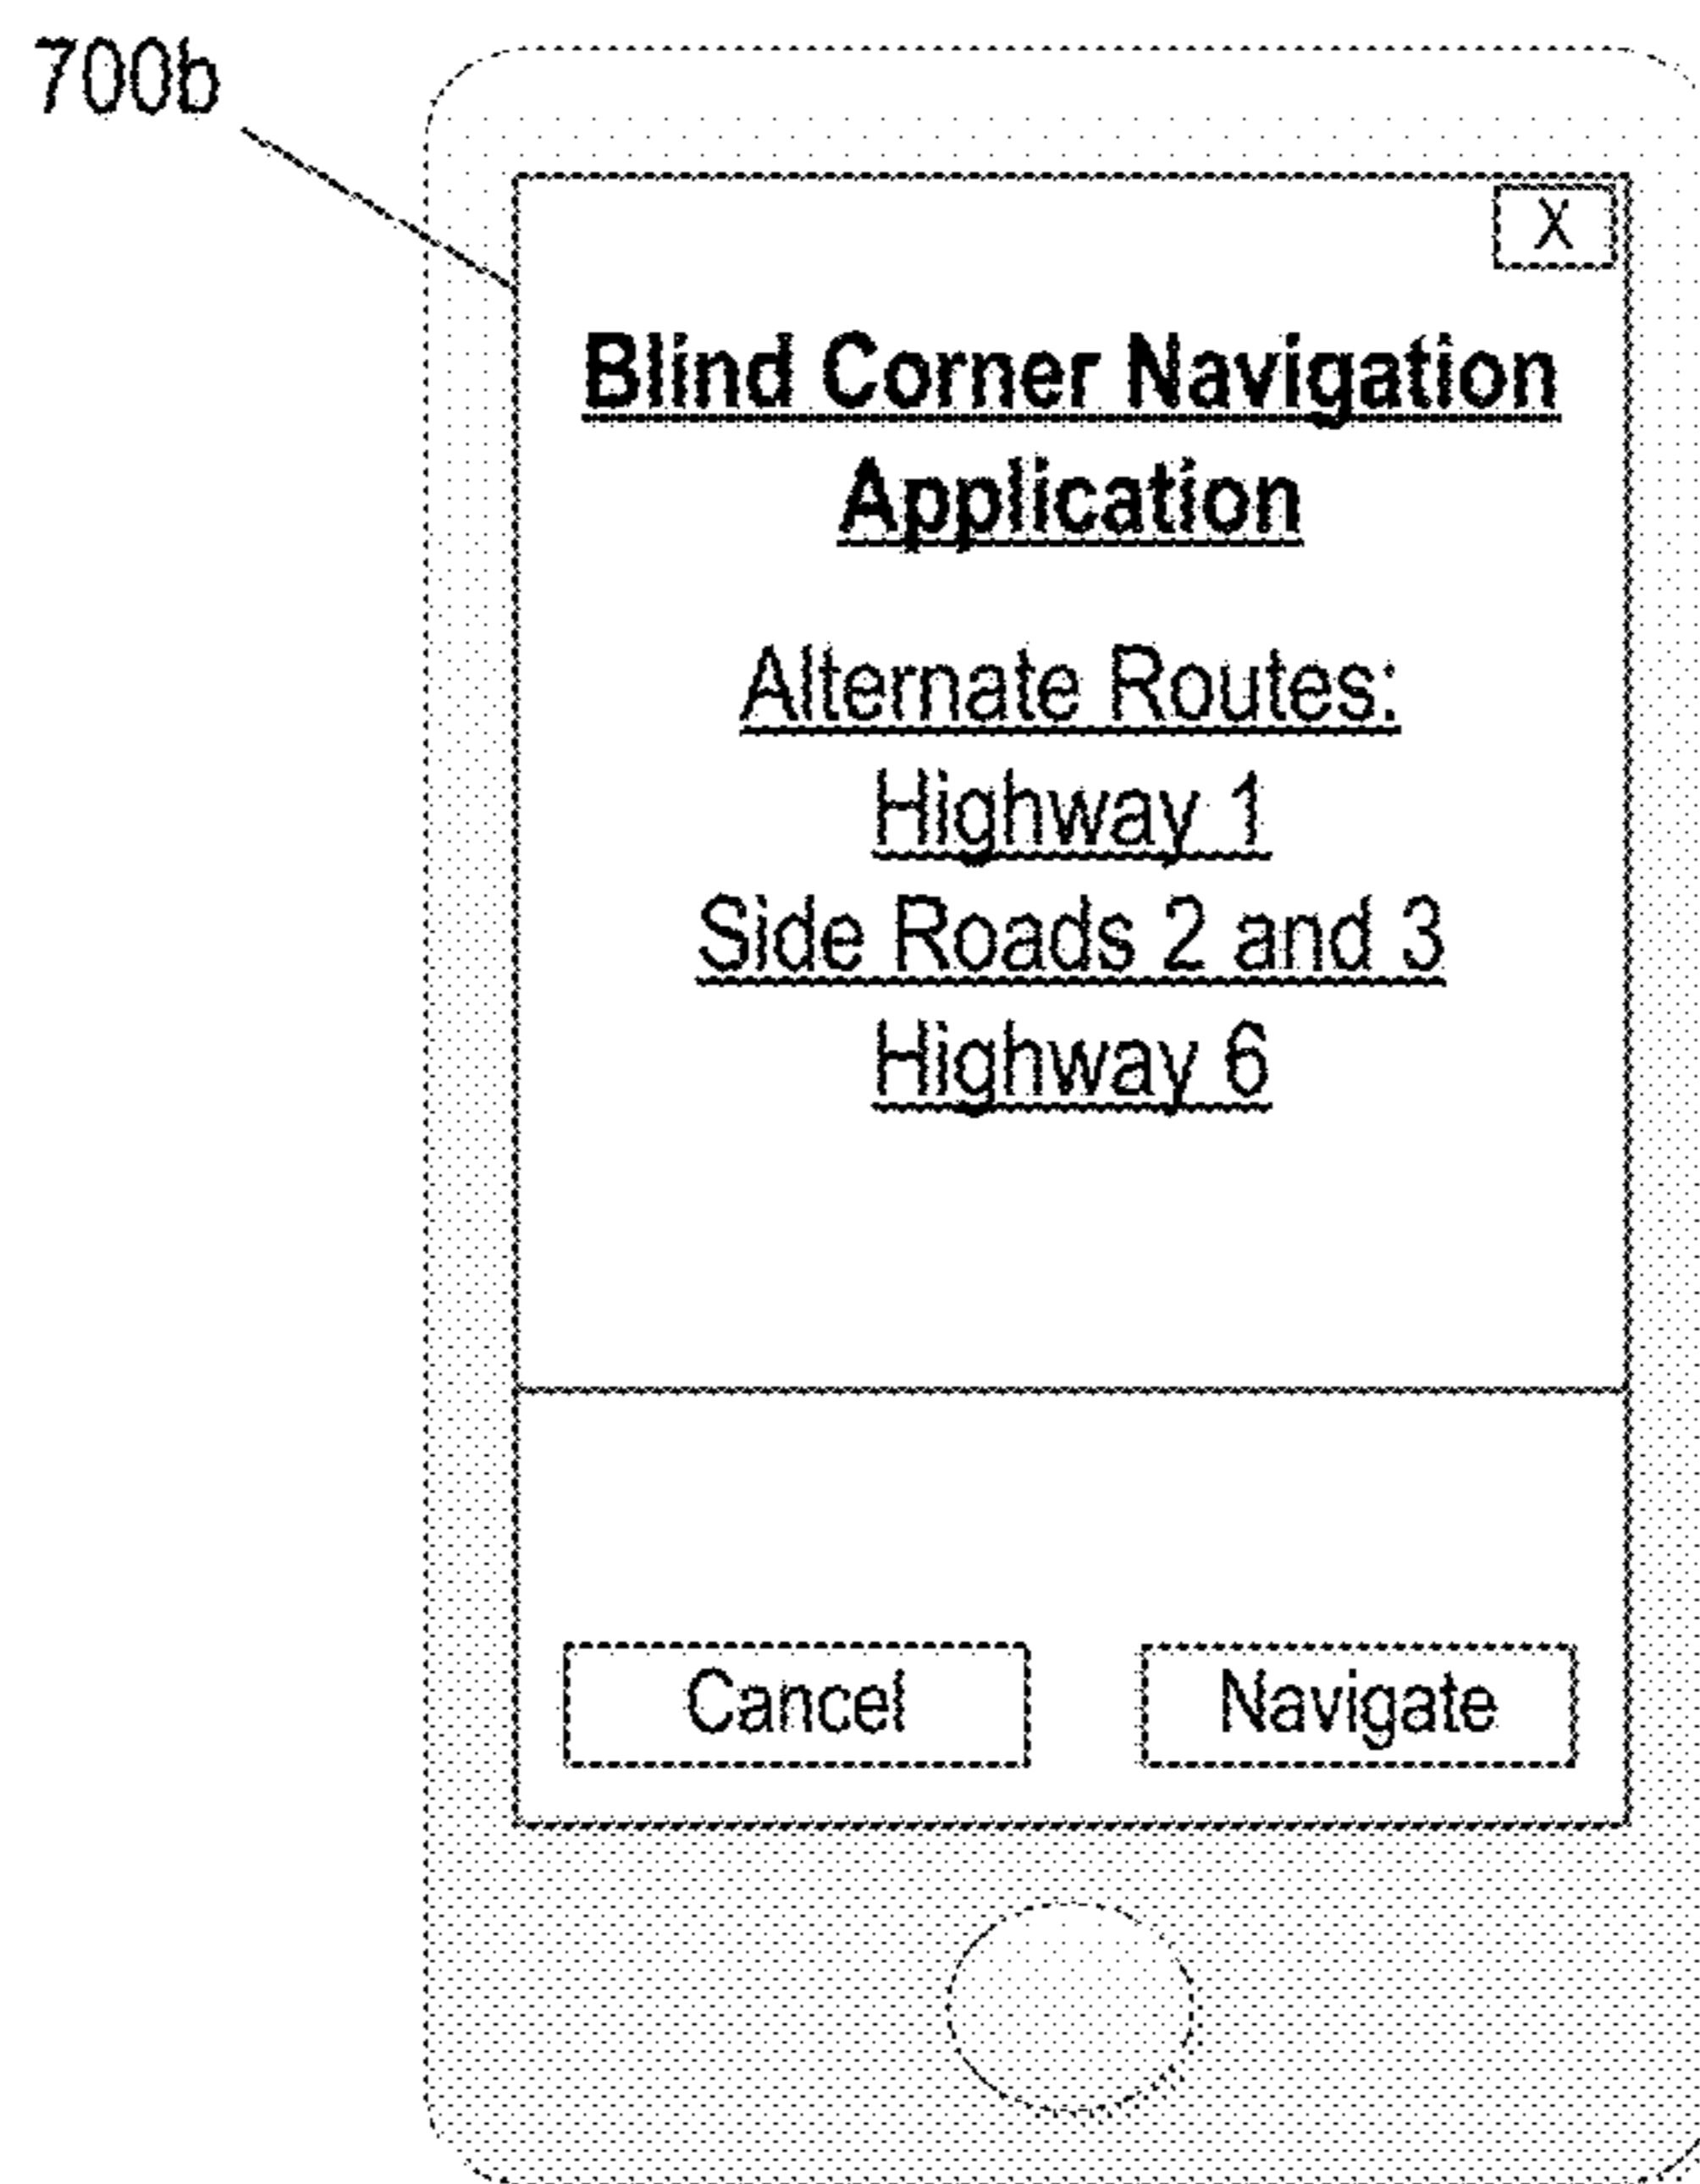 700b
X
Blind Corner Navigation
Application
Alternate Routes:
Highway 1
Side Roads 2 and 3
Highway 6
Cancel
Navigate